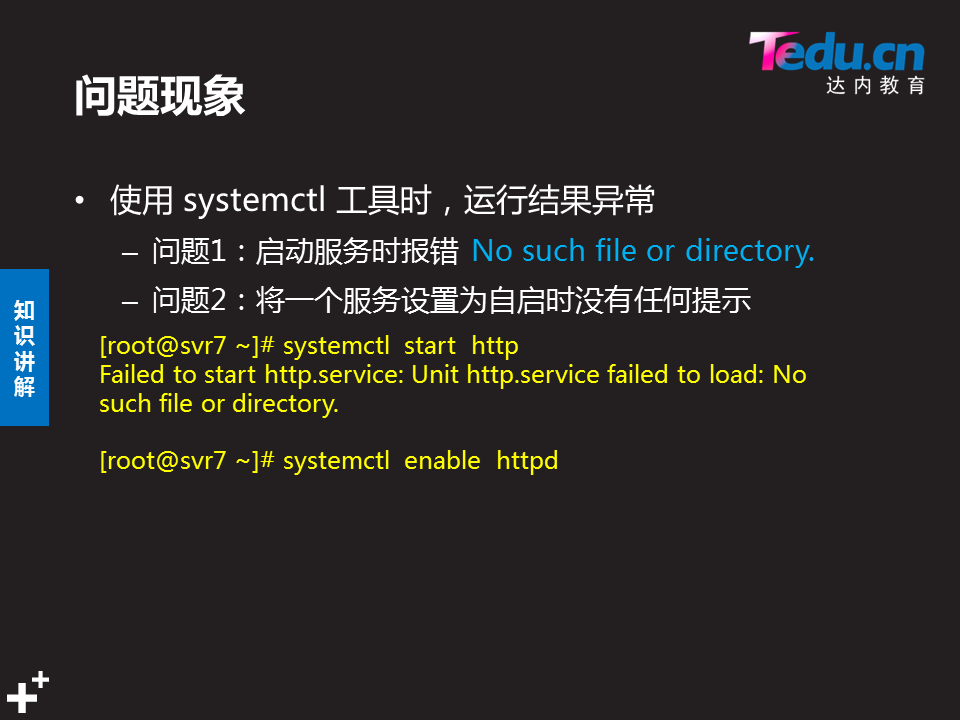 Tedu.cn
达内教育
问题现象
• 使用 systemctl 工具时，运行结果异常
– 问题1：启动服务时报错 No such file or directory.
– 问题2：将一个服务设置为自启时没有任何提示
知识讲解
[root@svr7 ~]# systemctl  start  http
Failed to start http.service: Unit http.service failed to load: No
such file or directory.
[root@svr7 ~]# systemctl  enable  httpd